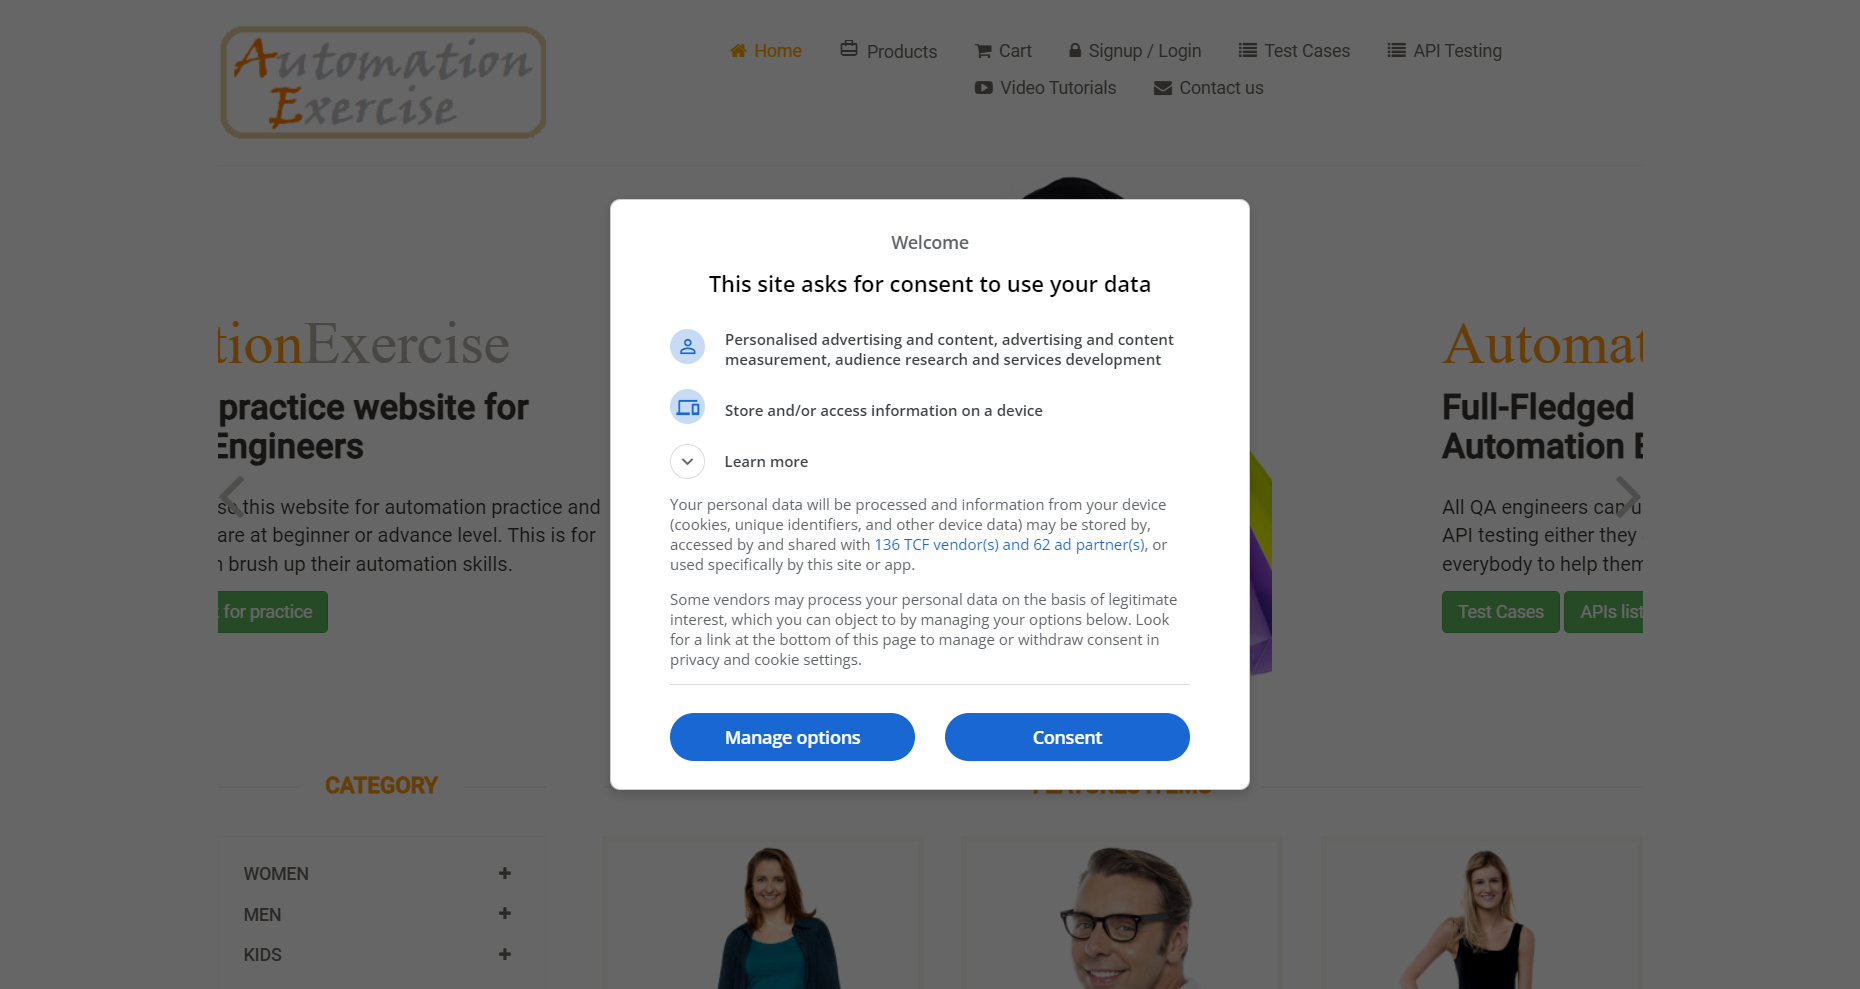 Automation
Exercise
Home
Products
Cart
Signup / Login
Test Cases
API Testing
Video Tutorials
Contact us
Welcome
This site asks for consent to use your data
Personalised advertising and content, advertising and content
measurement, audience research and services development
Store and/or access information on a device
Learn more
Your personal data will be processed and information from your device
(cookies, unique identifiers, and other device data) may be stored by,
accessed by and shared with 136 TCF vendor(s) and 62 ad partner(s), or
used specifically by this site or app.
Some vendors may process your personal data on the basis of legitimate
interest, which you can object to by managing your options below. Look
for a link at the bottom of this page to manage or withdraw consent in
privacy and cookie settings.
Manage options
Consent
tionExercise
practice website for
Engineers
this website for automation practice and
are at beginner or advance level. This is for
brush up their automation skills.
for practice
Automat
Full-Fledged
Automation E
All QA engineers can u
API testing either they
everybody to help them
Test Cases
APIs list
CATEGORY
FEATURES ITEMS
WOMEN
MEN
KIDS